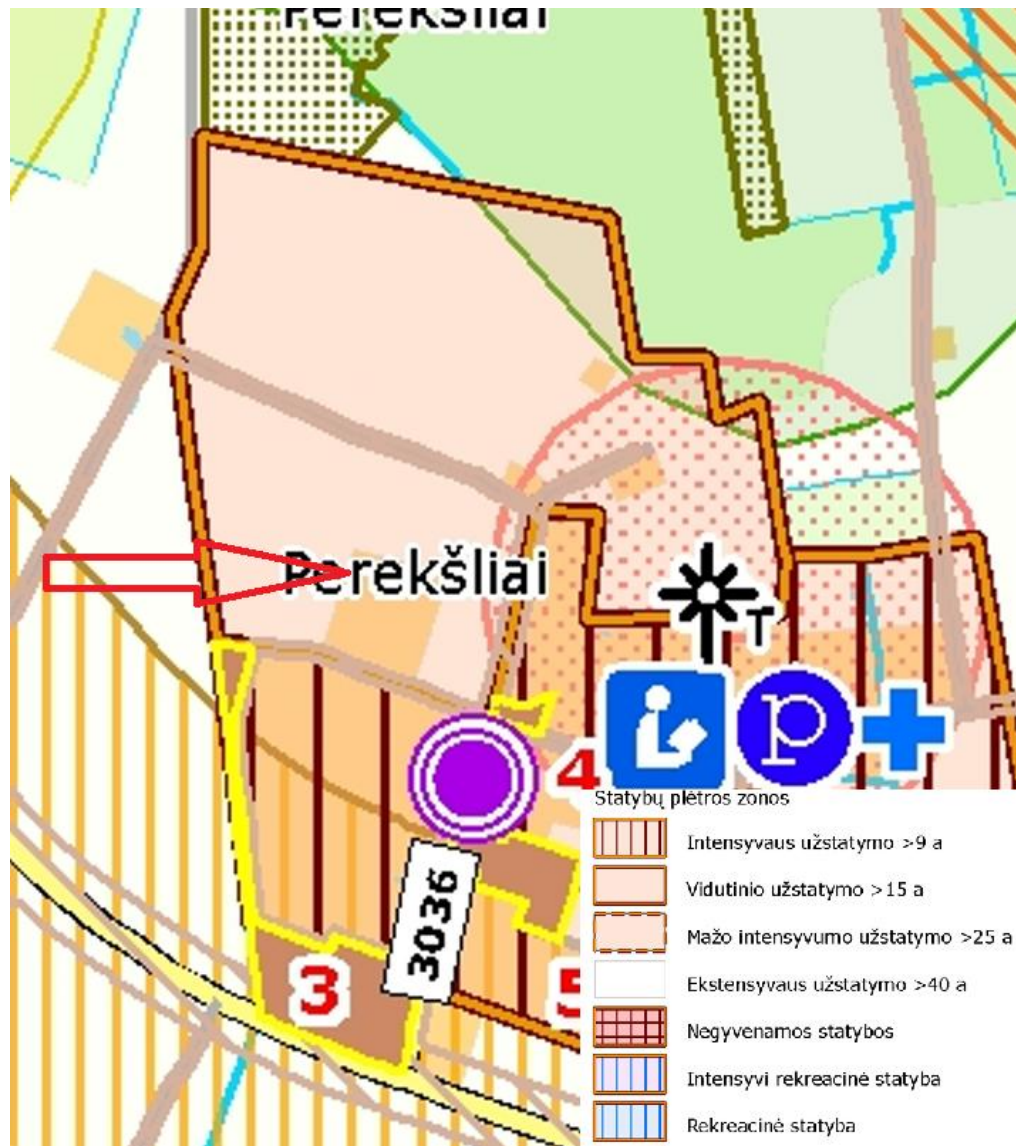 Perekšliai
Perekšliai
T
p
4
3036
3
5
Statybų plėtros zonos
Intensyvaus užstatymo >9 a
Vidutinio užstatymo >15 a
Mažo intensyvumo užstatymo >25 a
Ekstensyvaus užstatymo >40 a
Negyvenamos statybos
Intensyvi rekreacinė statyba
Rekreacinė statyba